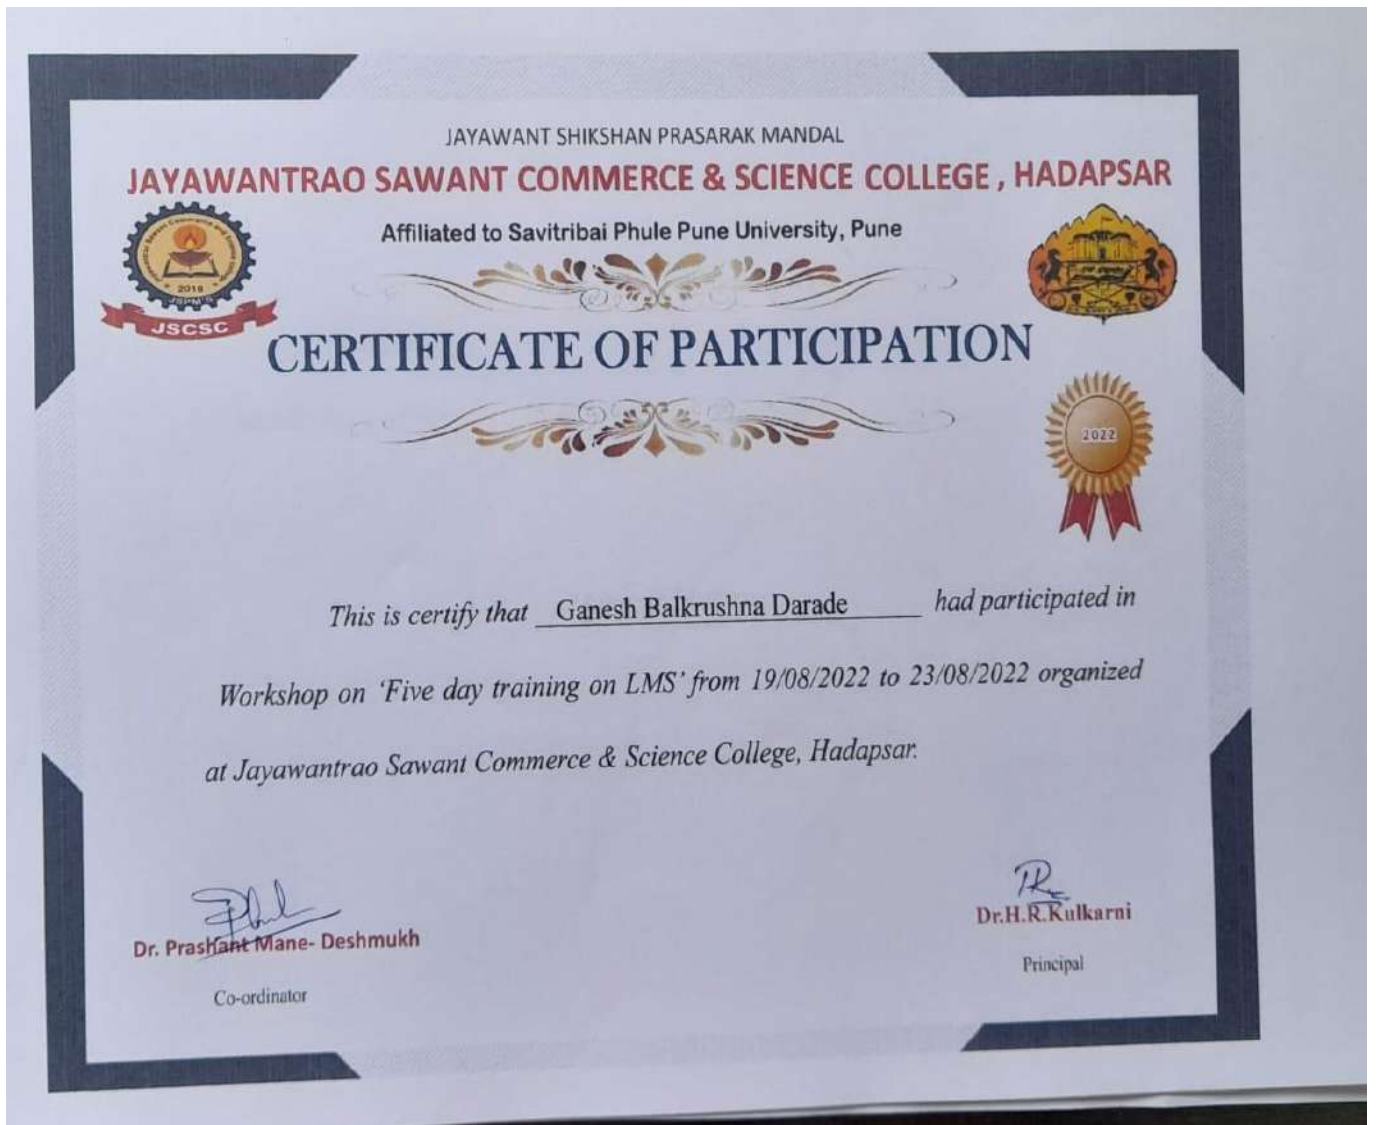 JAYAWANT SHIKSHAN PRASARAK MANDAL
JAYAWANTRAO SAWANT COMMERCE & SCIENCE COLLEGE , HADAPSAR
Affiliated to Savitribai Phule Pune University, Pune
2018
JSPM'S
JSCSC
CERTIFICATE OF PARTICIPATION
2022
This is certify that Ganesh Balkrushna Darade had participated in
Workshop on ‘Five day training on LMS’ from 19/08/2022 to 23/08/2022 organized
at Jayawantrao Sawant Commerce & Science College, Hadapsar.
Dr. Prashant Mane- Deshmukh
Co-ordinator
Dr.H.R.Kulkarni
Principal